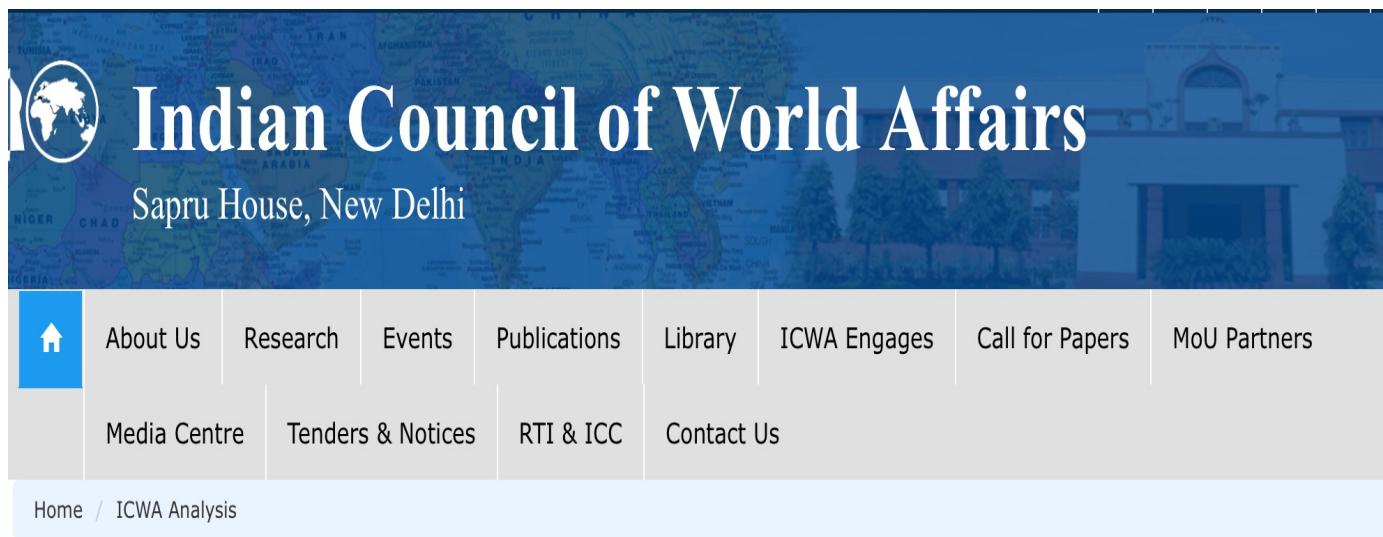 Indian Council of World Affairs
Sapru House, New Delhi
About Us Research Events Publications Library ICWA Engages Call for Papers MoU Partners
Media Centre Tenders & Notices RTI & ICC Contact Us
Home / ICWA Analysis